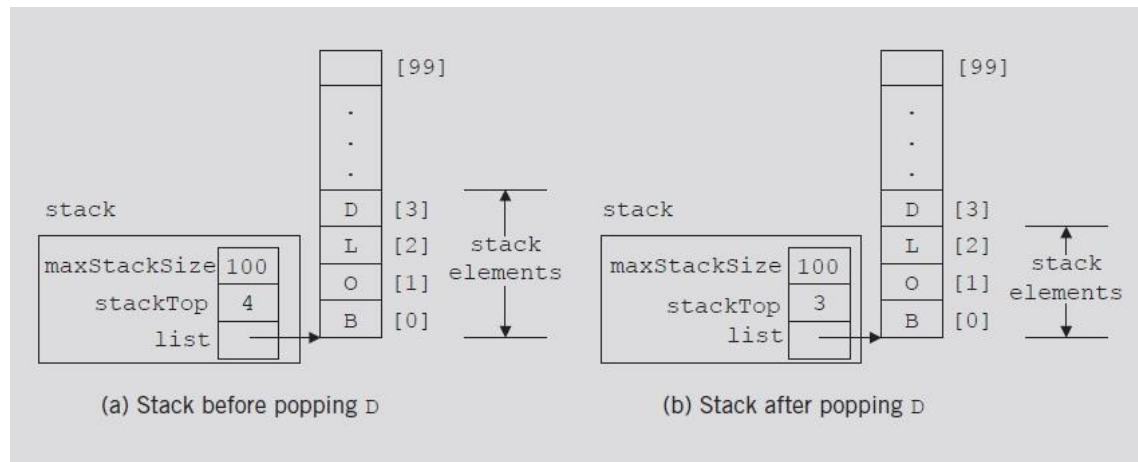 [99]
.
.
.
stack
D [3]
L [2]
O [1]
B [0]
stack
elements
maxStackSize 100
stackTop 4
list
(a) Stack before popping D
[99]
.
.
.
stack
D [3]
L [2]
O [1]
B [0]
stack
elements
maxStackSize 100
stackTop 3
list
(b) Stack after popping D